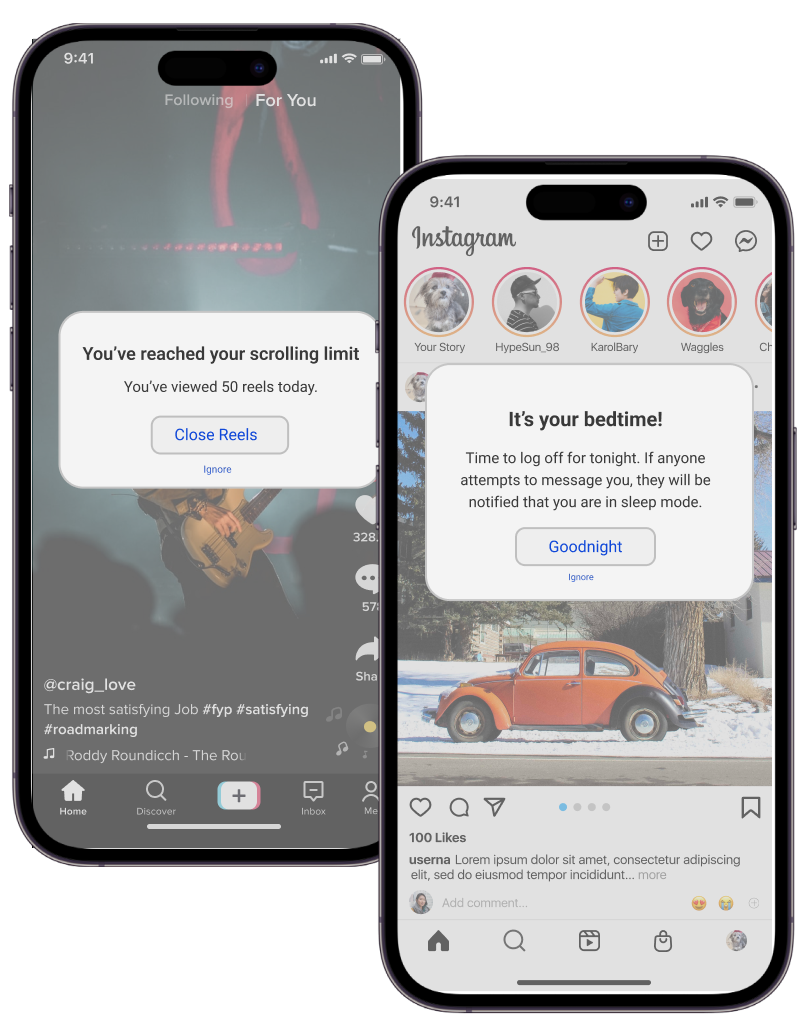 9:41
Following
For You
You’ve reached your scrolling limit
You’ve viewed 50 reels today.
Close Reels
Ignore
328.
57
Sha
@craig_love
The most satisfying Job #fyp #satisfying
#roadmarking
Roddy Roundicch - The Rou
Home
Discover
Inbox
Me
9:41
Instagram
Your Story
HypeSun_98
KarolBary
Waggles
Ch
It’s your bedtime!
Time to log off for tonight. If anyone
attempts to message you, they will be
notified that you are in sleep mode.
Goodnight
Ignore
100 Likes
userna Lorem ipsum dolor sit amet, consectetur adipiscing
elit, sed do eiusmod tempor incididunt... more
Add comment...